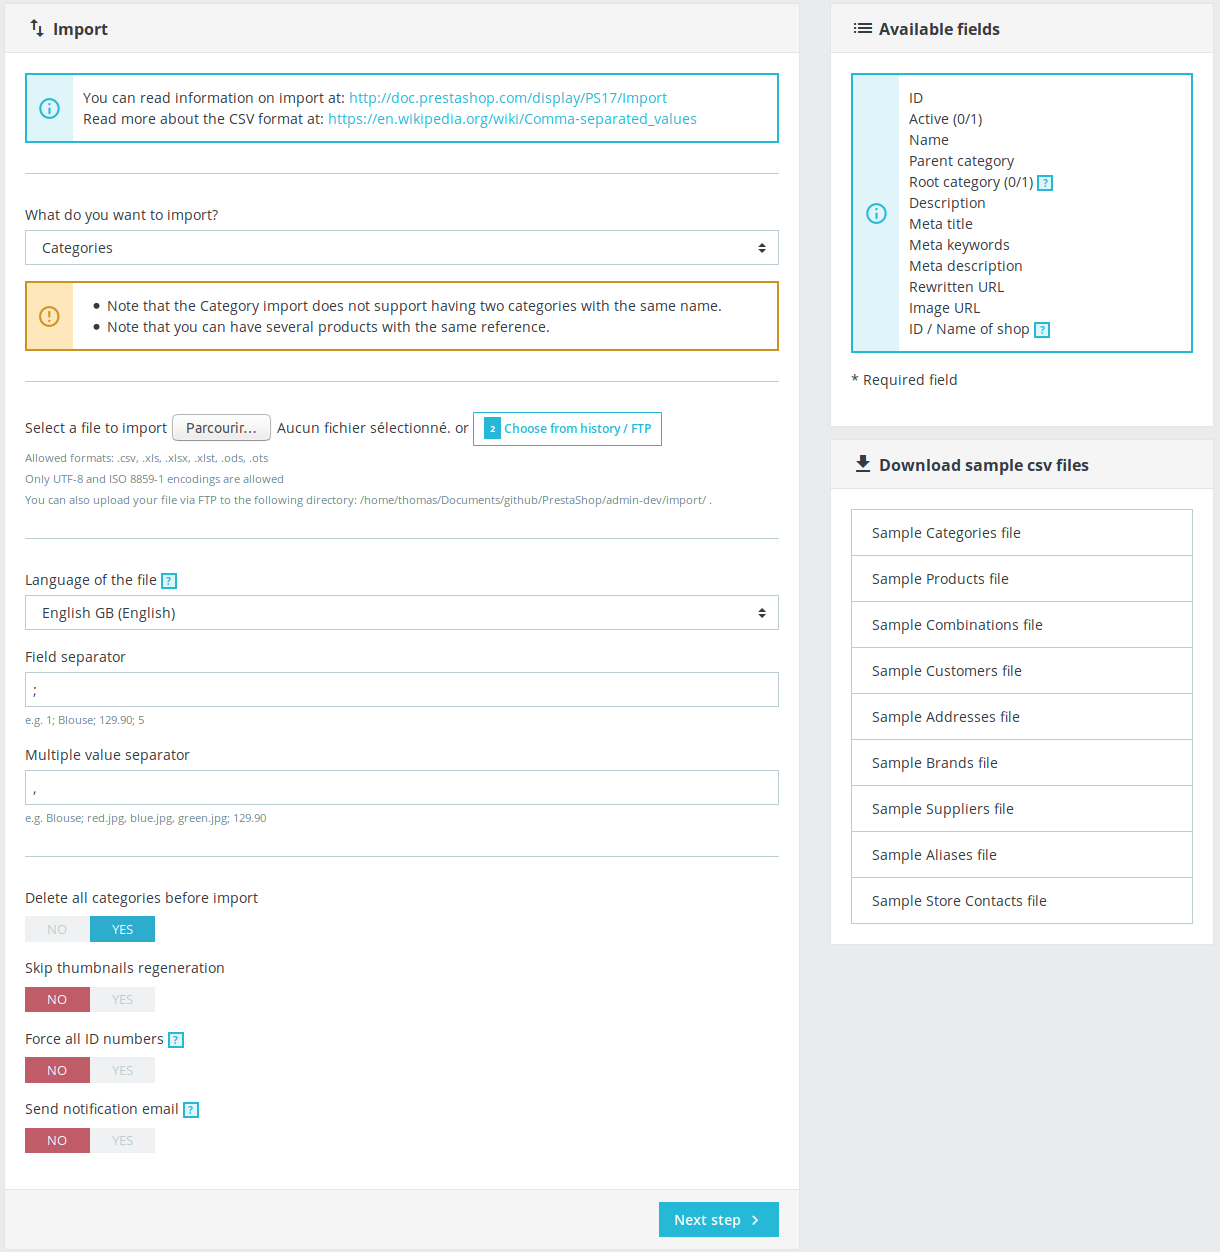 Import
You can read information on import at: http://doc.prestashop.com/display/PS17/Import
Read more about the CSV format at: https://en.wikipedia.org/wiki/Comma-separated_values
What do you want to import?
Categories
Note that the Category import does not support having two categories with the same name.
Note that you can have several products with the same reference.
Select a file to import Parcourir... Aucun fichier sélectionné. or 2 Choose from history / FTP
Allowed formats: .csv, .xls, .xlsx, .xlst, .ods, .ots
Only UTF-8 and ISO 8859-1 encodings are allowed
You can also upload your file via FTP to the following directory: /home/thomas/Documents/github/PrestaShop/admin-dev/import/ .
Language of the file ?
English GB (English)
Field separator
;
e.g. 1; Blouse; 129.90; 5
Multiple value separator
,
e.g. Blouse; red.jpg, blue.jpg, green.jpg; 129.90
Delete all categories before import
NO YES
Skip thumbnails regeneration
NO YES
Force all ID numbers ?
NO YES
Send notification email ?
NO YES
Next step
Available fields
ID
Active (0/1)
Name
Parent category
Root category (0/1) ?
Description
Meta title
Meta keywords
Meta description
Rewritten URL
Image URL
ID / Name of shop ?
* Required field
Download sample csv files
Sample Categories file
Sample Products file
Sample Combinations file
Sample Customers file
Sample Addresses file
Sample Brands file
Sample Suppliers file
Sample Aliases file
Sample Store Contacts file